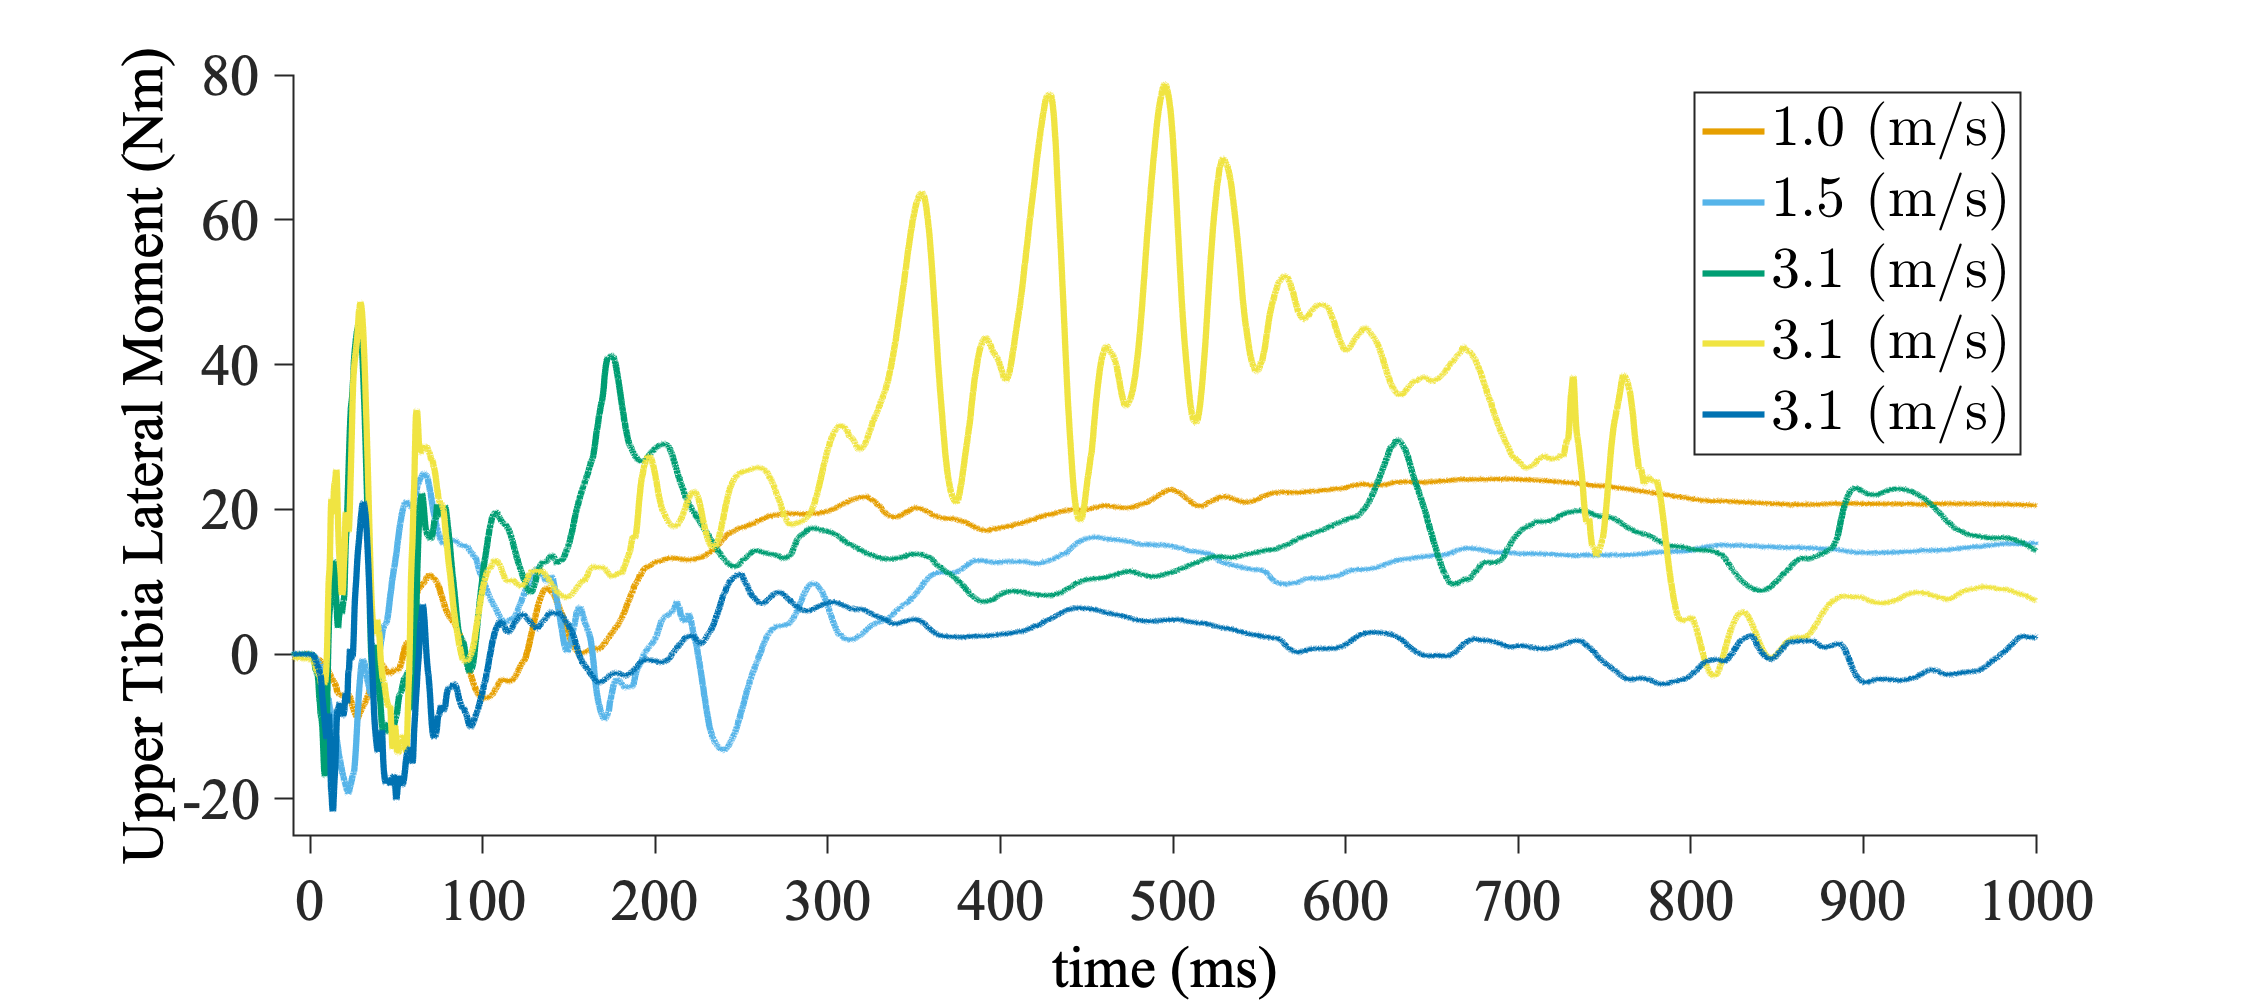 Upper Tibia Lateral Moment (Nm)
80
60
40
20
0
-20
0 100 200 300 400 500 600 700 800 900 1000
time (ms)
1.0 (m/s)
1.5 (m/s)
3.1 (m/s)
3.1 (m/s)
3.1 (m/s)